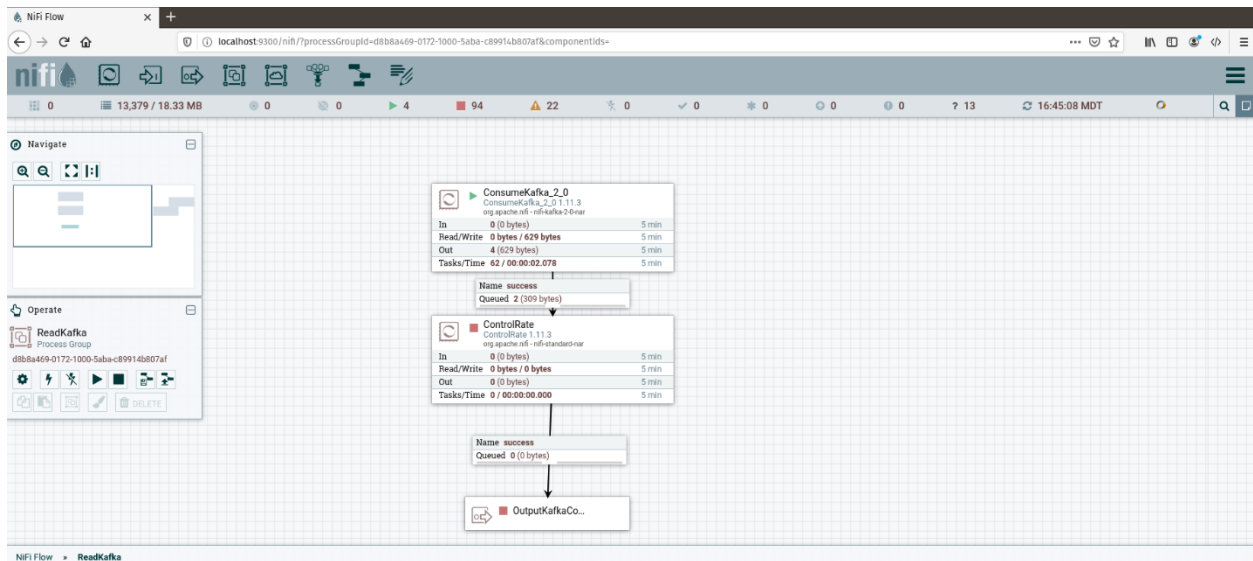 NiFi Flow
localhost:9300/nifi/?processGroupId=d8b8a469-0172-1000-5aba-c89914b807af&componentIds=
nifi
0 13,379 / 18.33 MB 0 0 4 94 22 0 0 0 0 0 ? 13 16:45:08 MDT
Navigate
ConsumeKafka_2_0
ConsumeKafka_2_0 1.11.3
org.apache.nifi - nifi-kafka-2-0-nar
In 0 (0 bytes) 5 min
Read/Write 0 bytes / 629 bytes 5 min
Out 4 (629 bytes) 5 min
Tasks/Time 62 / 00:00:02.078 5 min
Name success
Queued 2 (309 bytes)
Operate
ReadKafka
Process Group
d8b8a469-0172-1000-5aba-c89914b807af
DELETE
ControlRate
ControlRate 1.11.3
org.apache.nifi - nifi-standard-nar
In 0 (0 bytes) 5 min
Read/Write 0 bytes / 0 bytes 5 min
Out 0 (0 bytes) 5 min
Tasks/Time 0 / 00:00:00.000 5 min
Name success
Queued 0 (0 bytes)
OutputKafkaCo...
NiFi Flow » ReadKafka